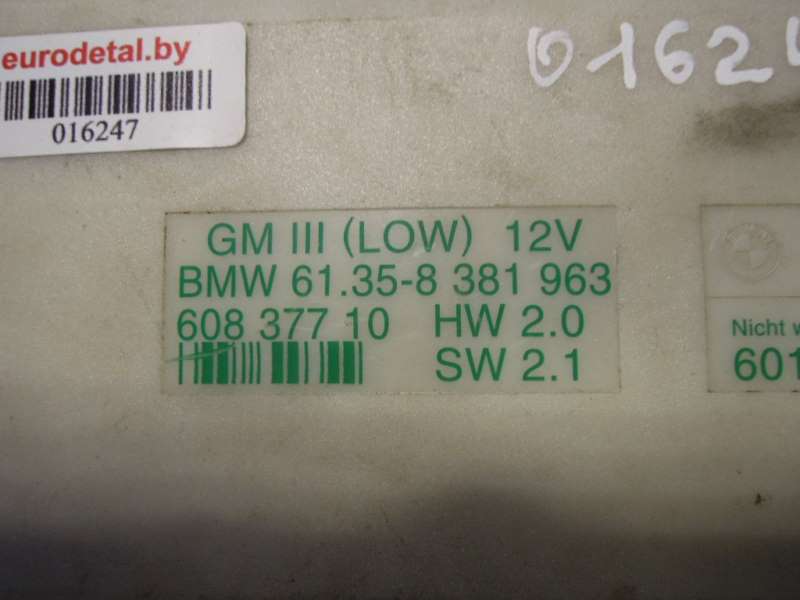 eurodetal.by
016247
0162
GM III (LOW) 12V
BMW 61.35-8 381 963
608 377 10 HW 2.0
SW 2.1
Nicht
601